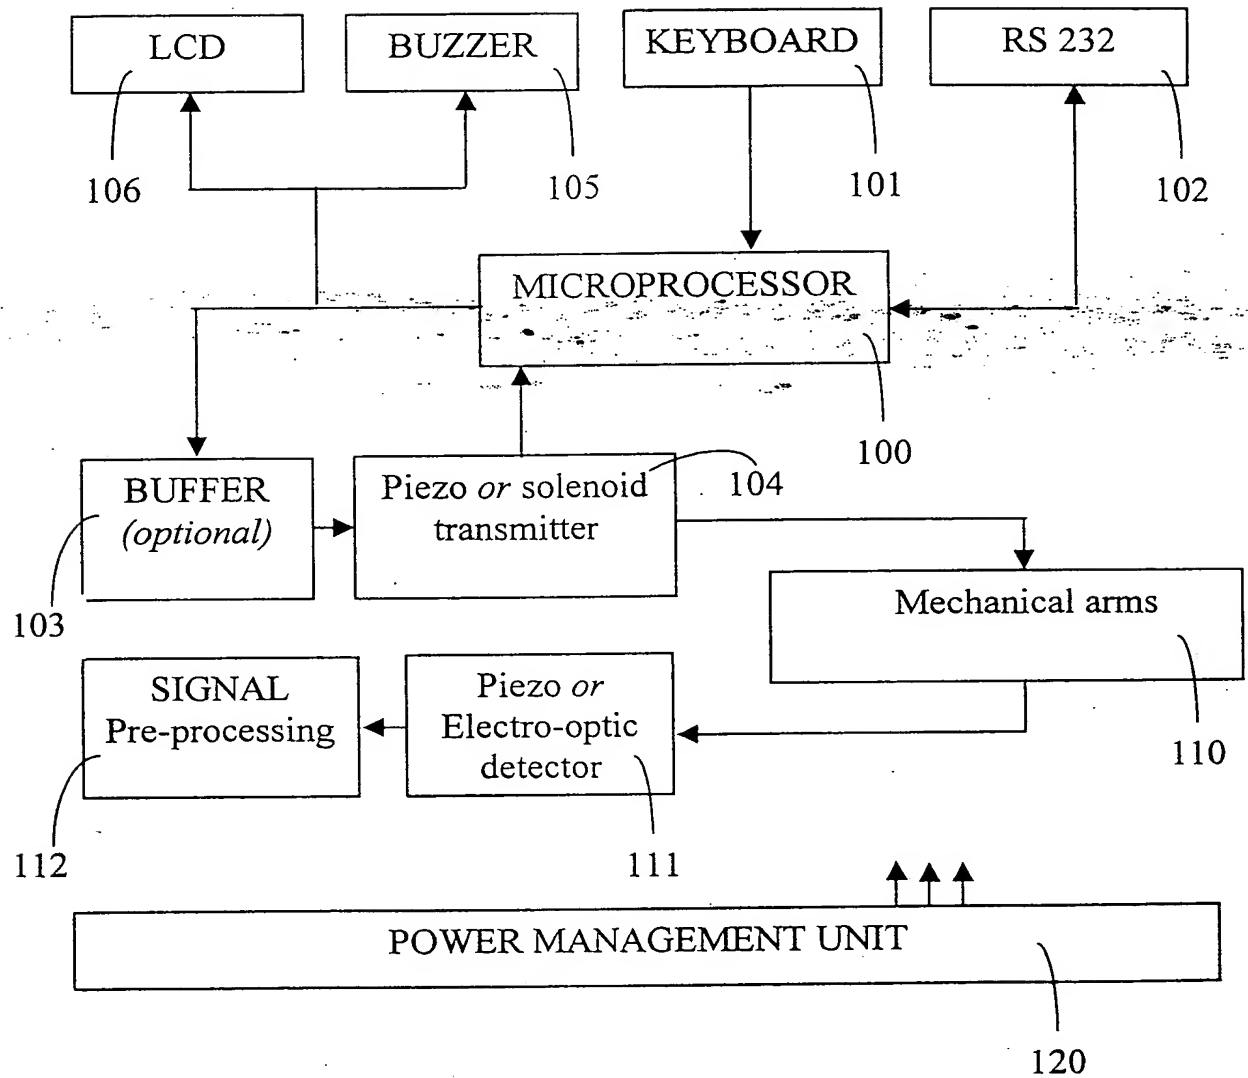 LCD
BUZZER
KEYBOARD
RS 232
106
105
101
102
MICROPROCESSOR
100
BUFFER
(optional)
103
Piezo or solenoid
transmitter
104
Mechanical arms
110
SIGNAL
Pre-processing
112
Piezo or
Electro-optic
detector
111
POWER MANAGEMENT UNIT
120